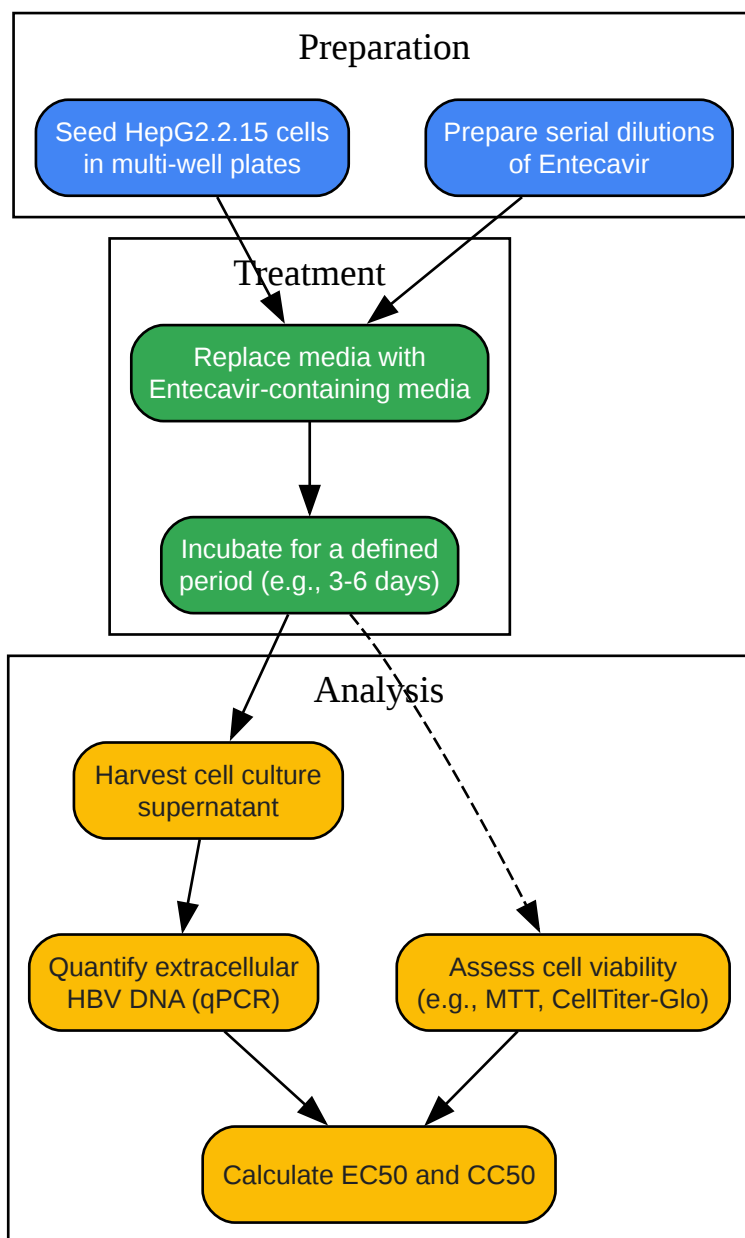 Preparation
Seed HepG2.2.15 cells
in multi-well plates
Prepare serial dilutions
of Entecavir
Treatment
Replace media with
Entecavir-containing media
Incubate for a defined
period (e.g., 3-6 days)
Analysis
Harvest cell culture
supernatant
Quantify extracellular
HBV DNA (qPCR)
Assess cell viability
(e.g., MTT, CellTiter-Glo)
Calculate EC50 and CC50